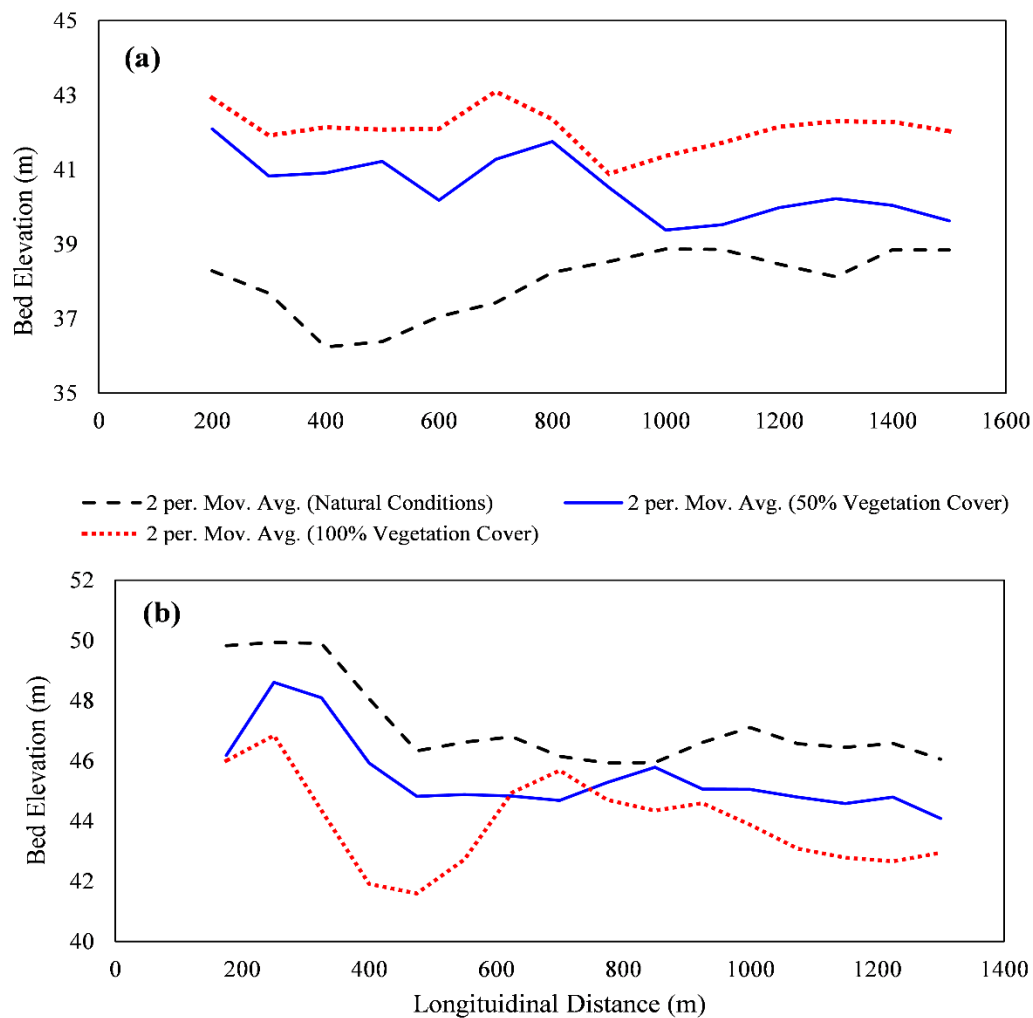 (a)
Bed Elevation (m)
45
43
41
39
37
35
0 200 400 600 800 1000 1200 1400 1600
2 per. Mov. Avg. (Natural Conditions) 2 per. Mov. Avg. (50% Vegetation Cover)
2 per. Mov. Avg. (100% Vegetation Cover)
(b)
Bed Elevation (m)
52
50
48
46
44
42
40
0 200 400 600 800 1000 1200 1400
Longituidinal Distance (m)